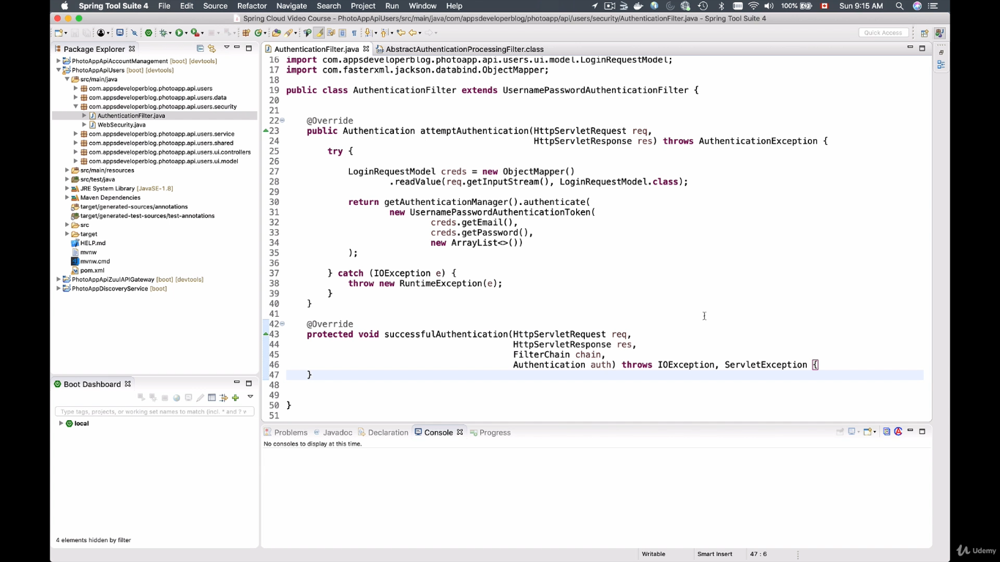 Spring Tool Suite 4 File Edit Source Refactor Navigate Search Project Run Window Help 100% Sun 9:15 AM
Spring Cloud Video Course - PhotoAppApiUsers/src/main/java/com/appsdeveloperblog/photoapp/api/users/security/AuthenticationFilter.java - Spring Tool Suite 4
Quick Access
Package Explorer
PhotoAppApiAccountManagement [boot] [devtools]
PhotoAppApiUsers [boot] [devtools]
src/main/java
com.appsdeveloperblog.photoapp.api.users
com.appsdeveloperblog.photoapp.api.users.data
com.appsdeveloperblog.photoapp.api.users.security
AuthenticationFilter.java
WebSecurity.java
com.appsdeveloperblog.photoapp.api.users.service
com.appsdeveloperblog.photoapp.api.users.shared
com.appsdeveloperblog.photoapp.api.users.ui.controllers
com.appsdeveloperblog.photoapp.api.users.ui.model
src/main/resources
src/test/java
JRE System Library [JavaSE-1.8]
Maven Dependencies
target/generated-sources/annotations
target/generated-test-sources/test-annotations
src
target
HELP.md
mvnw
mvnw.cmd
pom.xml
PhotoAppApiZuulAPIGateway [boot] [devtools]
PhotoAppDiscoveryService [boot]
Boot Dashboard
Type tags, projects, or working set names to match (incl. * and ? v
local
4 elements hidden by filter
AuthenticationFilter.java AbstractAuthenticationProcessingFilter.class
16 import com.appsdeveloperblog.photoapp.api.users.ui.model.LoginRequestModel;
17 import com.fasterxml.jackson.databind.ObjectMapper;
18
19 public class AuthenticationFilter extends UsernamePasswordAuthenticationFilter {
20
21
22 @Override
23 public Authentication attemptAuthentication(HttpServletRequest req,
24 HttpServletResponse res) throws AuthenticationException {
25 try {
26
27 LoginRequestModel creds = new ObjectMapper()
28 .readValue(req.getInputStream(), LoginRequestModel.class);
29
30 return getAuthenticationManager().authenticate(
31 new UsernamePasswordAuthenticationToken(
32 creds.getEmail(),
33 creds.getPassword(),
34 new ArrayList<>())
35 );
36
37 } catch (IOException e) {
38 throw new RuntimeException(e);
39 }
40 }
41
42 @Override
43 protected void successfulAuthentication(HttpServletRequest req,
44 HttpServletResponse res,
45 FilterChain chain,
46 Authentication auth) throws IOException, ServletException {
47 }
48
49
50 }
51
Problems Javadoc Declaration Console Progress
No consoles to display at this time.
Writable Smart Insert 47 : 6
Udemy